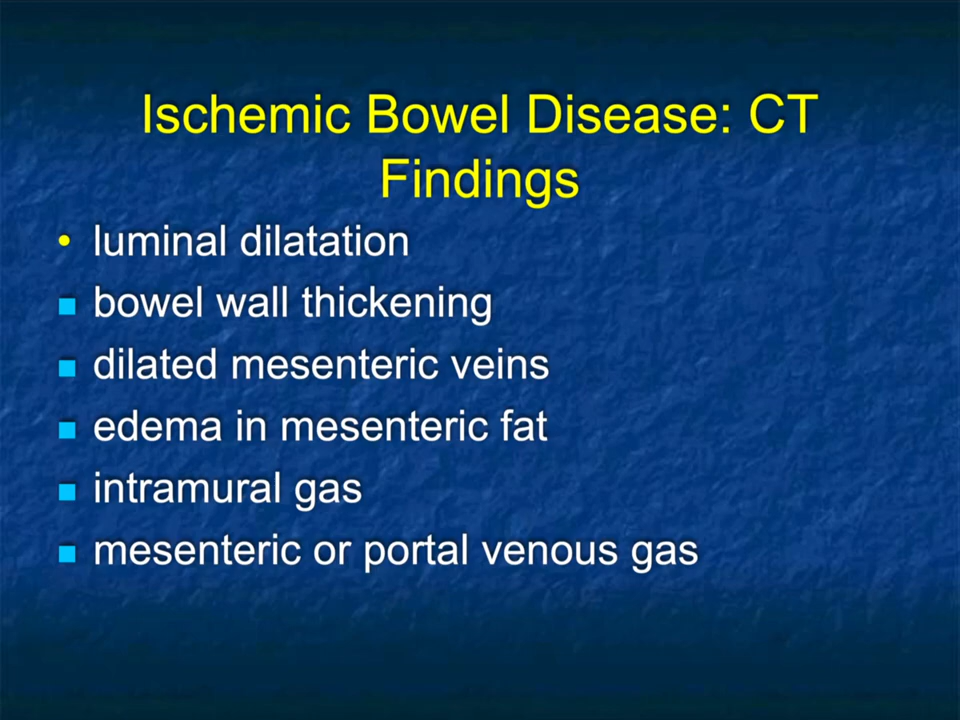 Ischemic Bowel Disease: CT
Findings
• luminal dilatation
▪ bowel wall thickening
▪ dilated mesenteric veins
▪ edema in mesenteric fat
▪ intramural gas
▪ mesenteric or portal venous gas